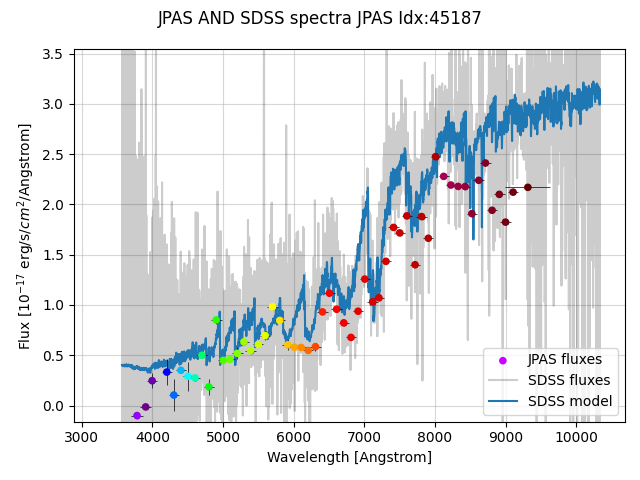 JPAS AND SDSS spectra JPAS Idx:45187
3.5
3.0
2.5
2.0
1.5
1.0
0.5
0.0
Flux [10⁻¹⁷ erg/s/cm²/Angstrom]
JPAS fluxes
SDSS fluxes
SDSS model
3000 4000 5000 6000 7000 8000 9000 10000
Wavelength [Angstrom]